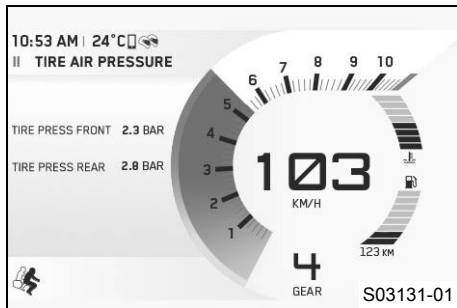 10:53 AM | 24°C
II TIRE AIR PRESSURE
TIRE PRESS FRONT 2.3 BAR
TIRE PRESS REAR 2.8 BAR
1
2
3
4
5
6
7
8
9
10
103
KM/H
123 KM
4
GEAR
S03131-01